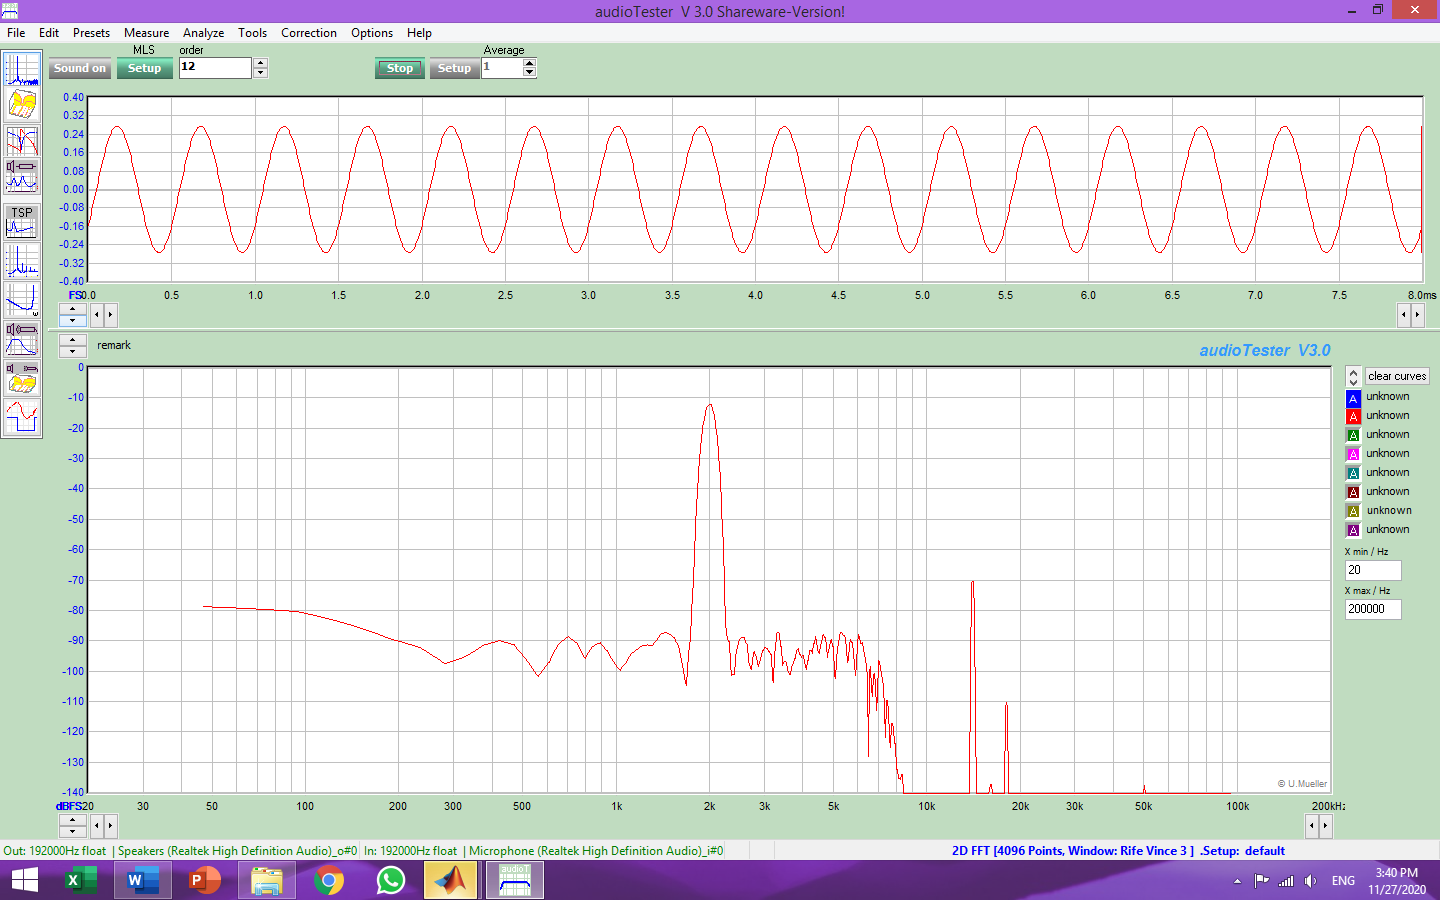 audioTester V 3.0 Shareware-Version!
File Edit Presets Measure Analyze Tools Correction Options Help
MLS order Average
Sound on Setup 12 Stop Setup 1
0.40
0.32
0.24
0.16
0.08
0.00
-0.08
-0.16
-0.24
-0.32
-0.40
FS 0.0 0.5 1.0 1.5 2.0 2.5 3.0 3.5 4.0 4.5 5.0 5.5 6.0 6.5 7.0 7.5 8.0ms
TSP
remark
audioTester V3.0
0
-10
-20
-30
-40
-50
-60
-70
-80
-90
-100
-110
-120
-130
-140
© U.Mueller
dBFS 20 30 50 100 200 300 500 1k 2k 3k 5k 10k 20k 30k 50k 100k 200kHz
clear curves
A unknown
A unknown
A unknown
A unknown
A unknown
A unknown
A unknown
A unknown
X min / Hz
20
X max / Hz
200000
Out: 192000Hz float | Speakers (Realtek High Definition Audio)_o#0 In: 192000Hz float | Microphone (Realtek High Definition Audio)_i#0 2D FFT [4096 Points, Window: Rife Vince 3 ] .Setup: default
audioT
ENG
3:40 PM
11/27/2020